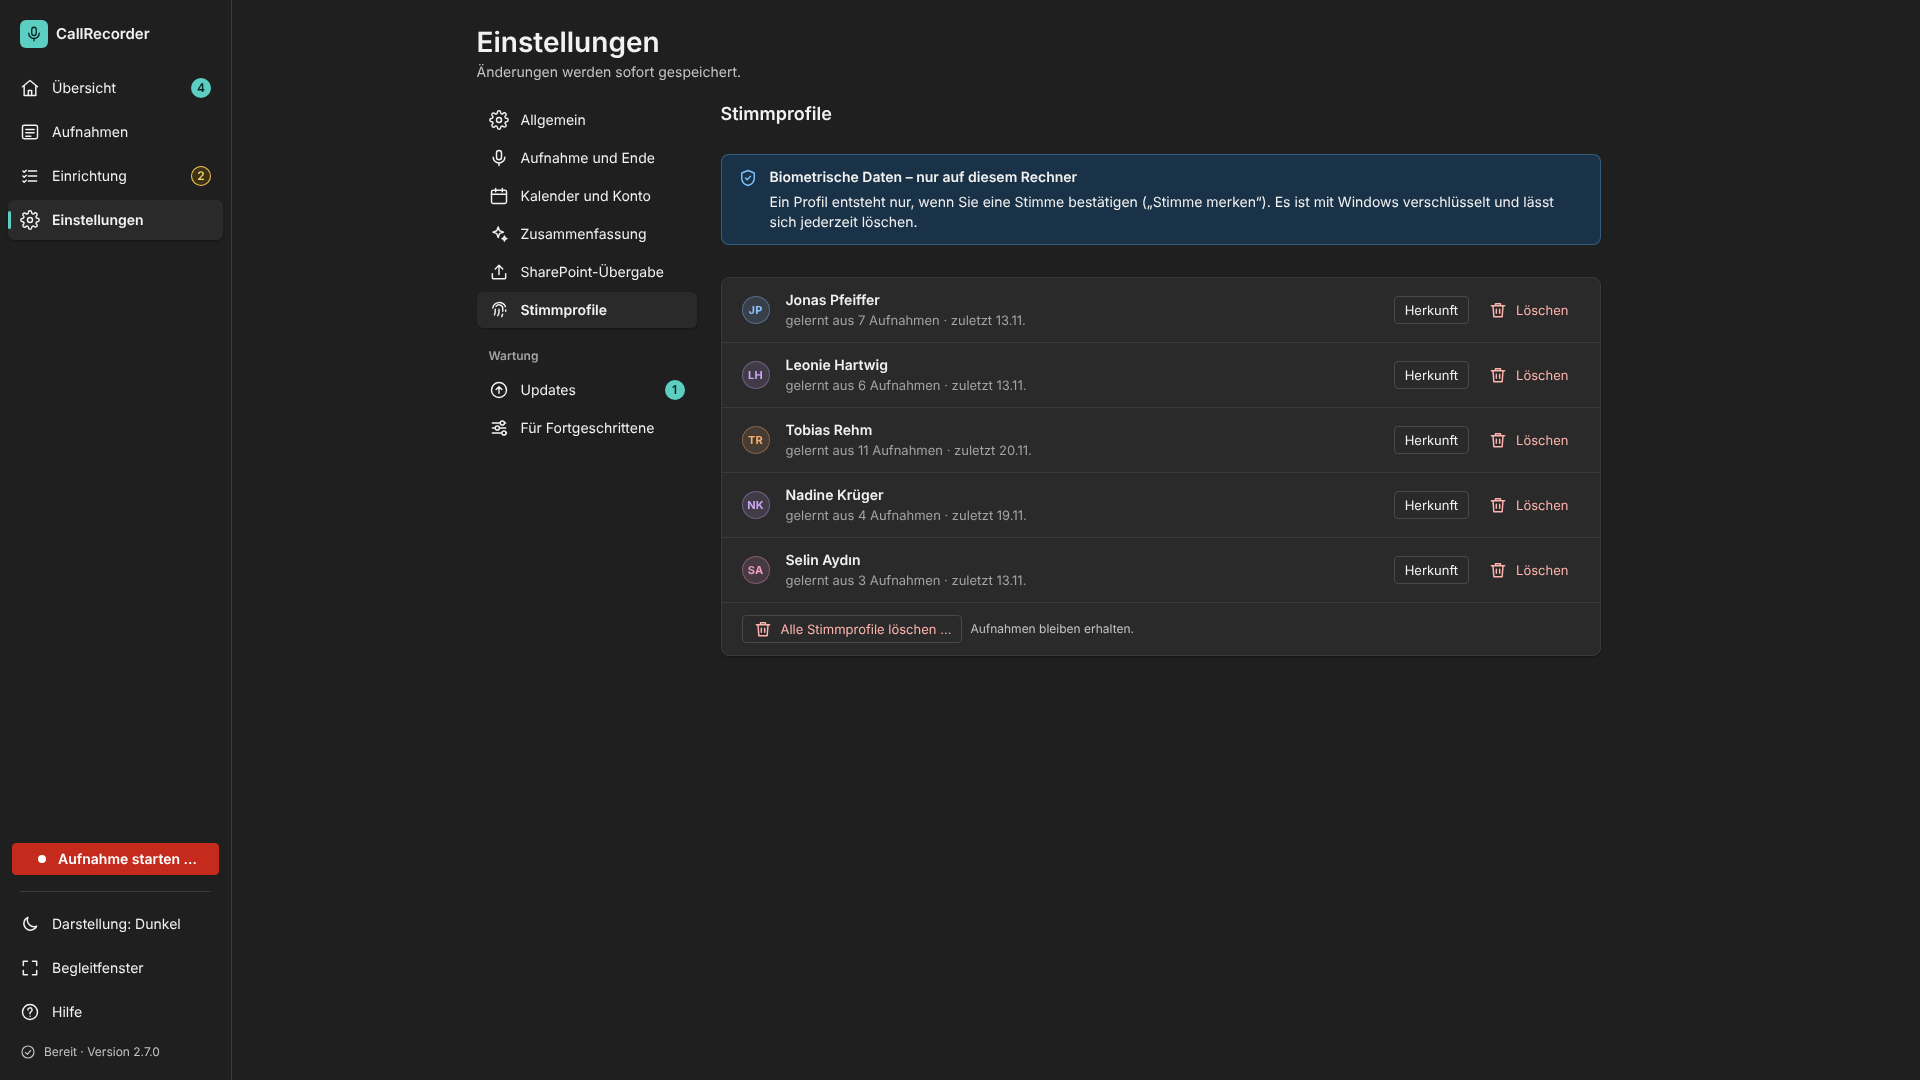 CallRecorder
Übersicht
4
Aufnahmen
Einrichtung
2
Einstellungen
Aufnahme starten ...
Darstellung: Dunkel
Begleitfenster
Hilfe
Bereit · Version 2.7.0
Einstellungen
Änderungen werden sofort gespeichert.
Allgemein
Aufnahme und Ende
Kalender und Konto
Zusammenfassung
SharePoint-Übergabe
Stimmprofile
Wartung
Updates
1
Für Fortgeschrittene
Stimmprofile
Biometrische Daten – nur auf diesem Rechner
Ein Profil entsteht nur, wenn Sie eine Stimme bestätigen („Stimme merken“). Es ist mit Windows verschlüsselt und lässt
sich jederzeit löschen.
JP
Jonas Pfeiffer
gelernt aus 7 Aufnahmen · zuletzt 13.11.
Herkunft
Löschen
LH
Leonie Hartwig
gelernt aus 6 Aufnahmen · zuletzt 13.11.
Herkunft
Löschen
TR
Tobias Rehm
gelernt aus 11 Aufnahmen · zuletzt 20.11.
Herkunft
Löschen
NK
Nadine Krüger
gelernt aus 4 Aufnahmen · zuletzt 19.11.
Herkunft
Löschen
SA
Selin Aydın
gelernt aus 3 Aufnahmen · zuletzt 13.11.
Herkunft
Löschen
Alle Stimmprofile löschen ...
Aufnahmen bleiben erhalten.